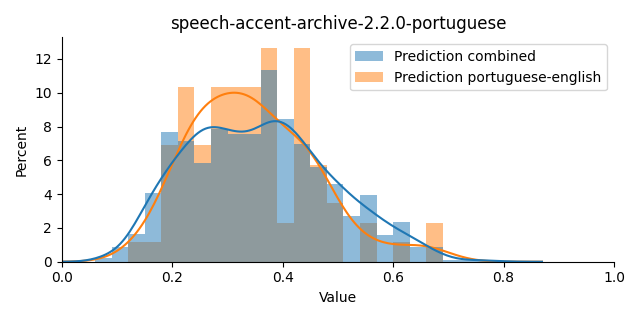 speech-accent-archive-2.2.0-portuguese
Prediction combined
Prediction portuguese-english
Percent
12
10
8
6
4
2
0
0.0 0.2 0.4 0.6 0.8 1.0
Value